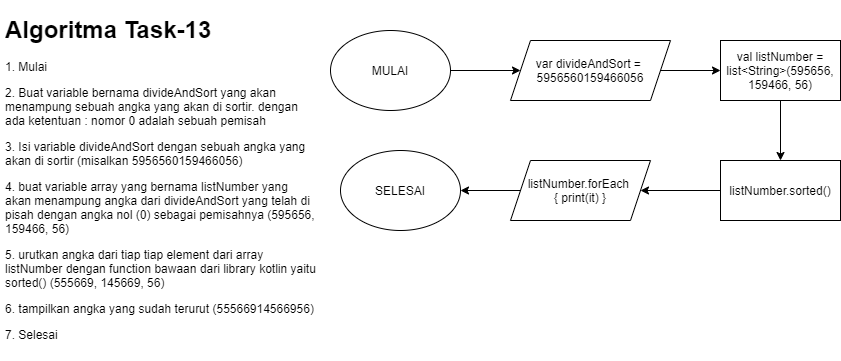 Algoritma Task-13
1. Mulai
2. Buat variable bernama divideAndSort yang akan
menampung sebuah angka yang akan di sortir. dengan
ada ketentuan : nomor 0 adalah sebuah pemisah
3. Isi variable divideAndSort dengan sebuah angka yang
akan di sortir (misalkan 5956560159466056)
4. buat variable array yang bernama listNumber yang
akan menampung angka dari divideAndSort yang telah di
pisah dengan angka nol (0) sebagai pemisahnya (595656,
159466, 56)
5. urutkan angka dari tiap tiap element dari array
listNumber dengan function bawaan dari library kotlin yaitu
sorted() (555669, 145669, 56)
6. tampilkan angka yang sudah terurut (55566914566956)
7. Selesai
MULAI
var divideAndSort =
5956560159466056
val listNumber =
list<String>(595656,
159466, 56)
listNumber.sorted()
listNumber.forEach
{ print(it) }
SELESAI